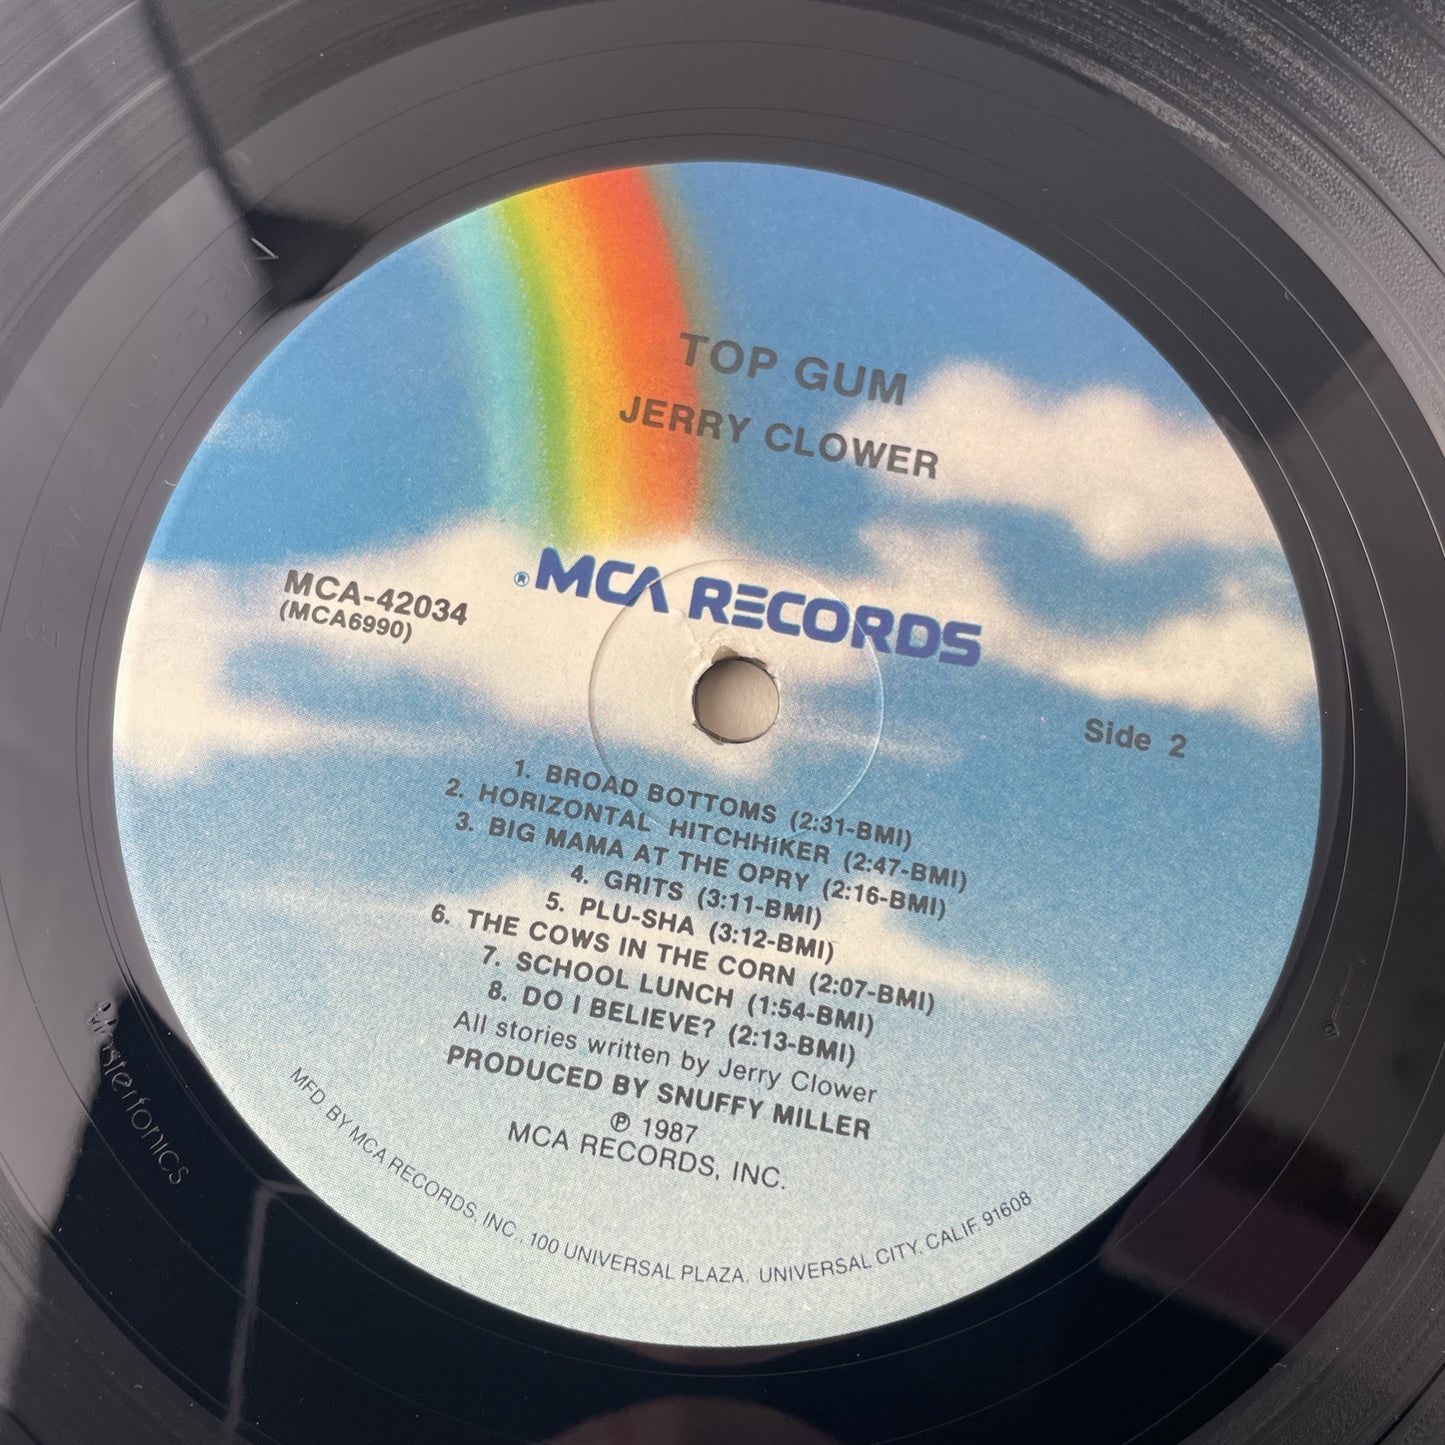 TOP GUM
JERRY CLOWER
® MCA RECORDS
MCA-42034
(MCA6990)
Side 2
1. BROAD BOTTOMS (2:31-BMI)
2. HORIZONTAL HITCHHIKER (2:47-BMI)
3. BIG MAMA AT THE OPRY (2:16-BMI)
4. GRITS (3:11-BMI)
5. PLU-SHA (3:12-BMI)
6. THE COWS IN THE CORN (2:07-BMI)
7. SCHOOL LUNCH (1:54-BMI)
8. DO I BELIEVE? (2:13-BMI)
All stories written by Jerry Clower
PRODUCED BY SNUFFY MILLER
℗ 1987
MCA RECORDS, INC.
MFD BY MCA RECORDS, INC., 100 UNIVERSAL PLAZA, UNIVERSAL CITY, CALIF. 91608
Masterfonics